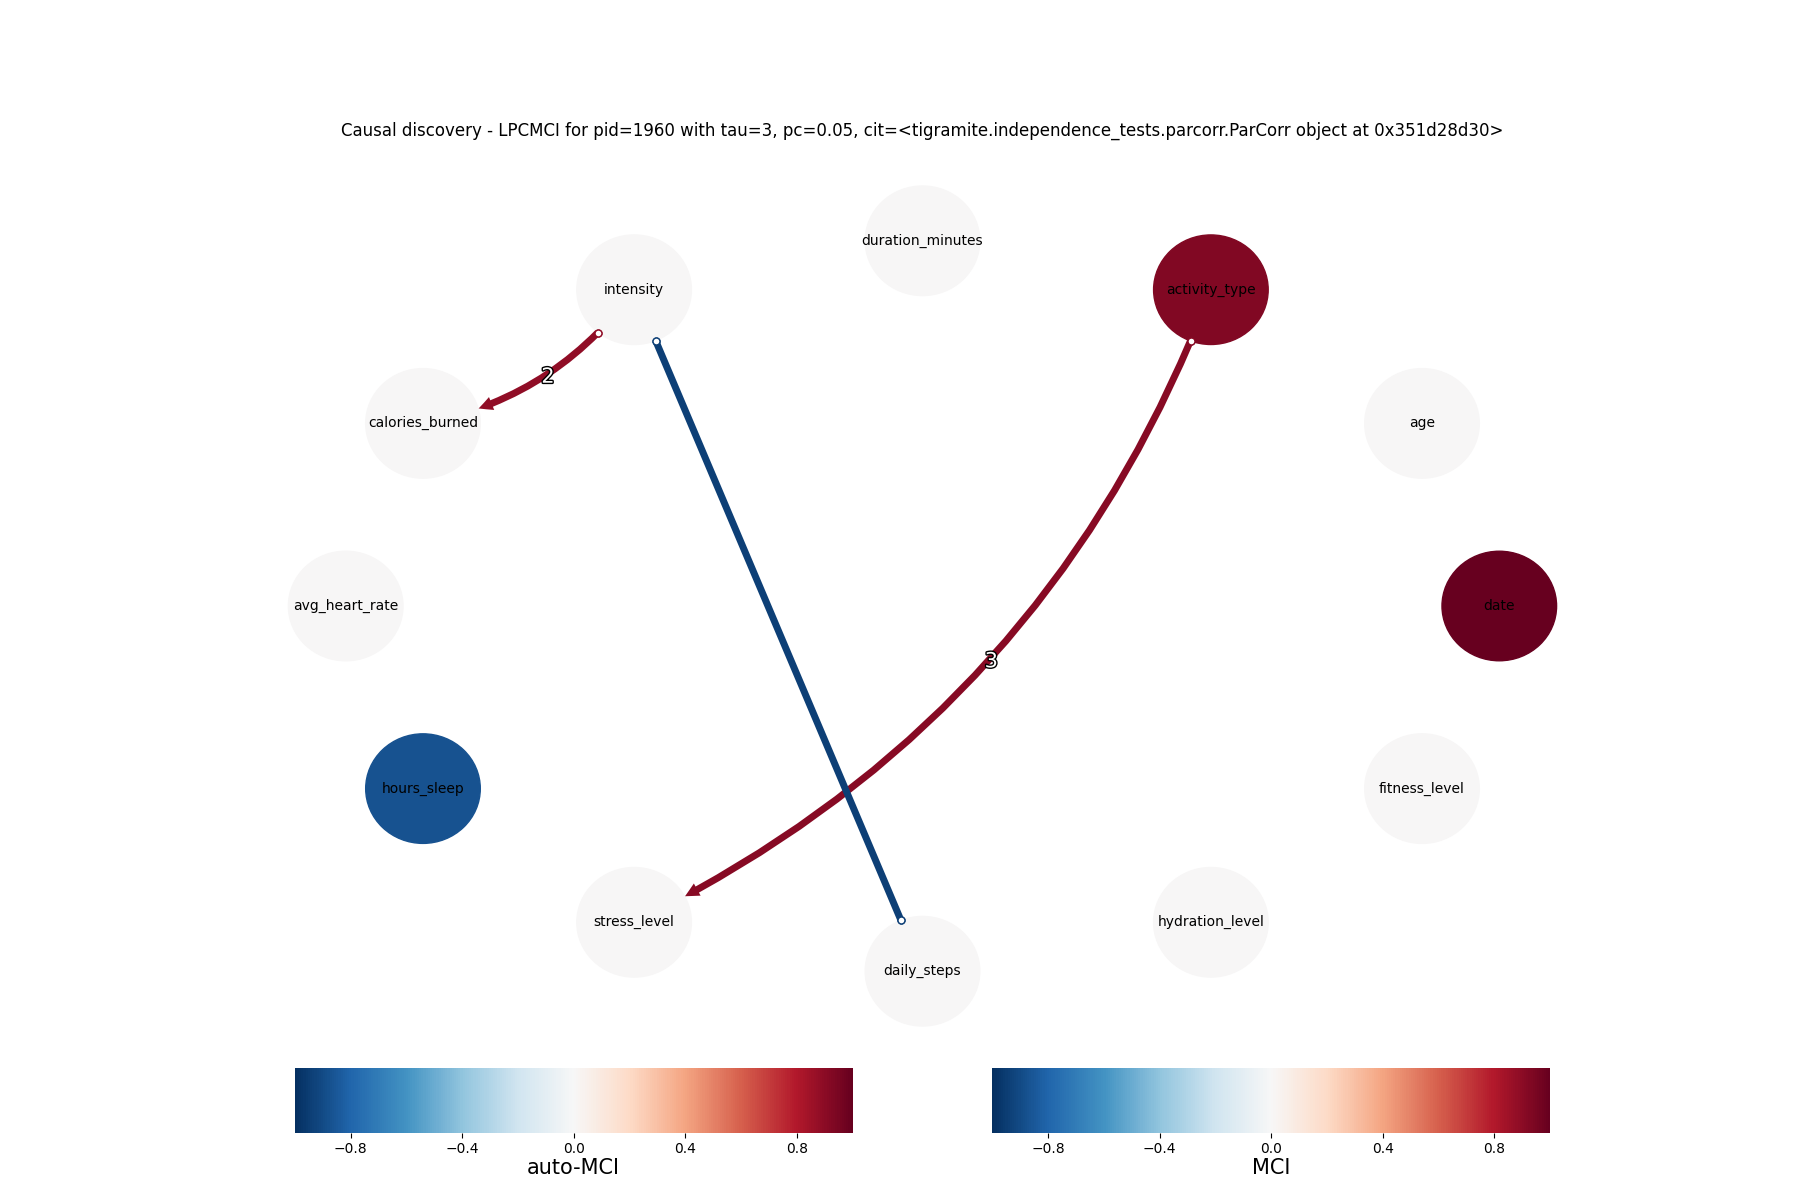 Causal discovery - LPCMCI for pid=1960 with tau=3, pc=0.05, cit=<tigramite.independence_tests.parcorr.ParCorr object at 0x351d28d30>
duration_minutes
intensity
activity_type
2
calories_burned
age
avg_heart_rate
date
3
hours_sleep
fitness_level
stress_level
hydration_level
daily_steps
−0.8 −0.4 0.0 0.4 0.8
auto-MCI
−0.8 −0.4 0.0 0.4 0.8
MCI